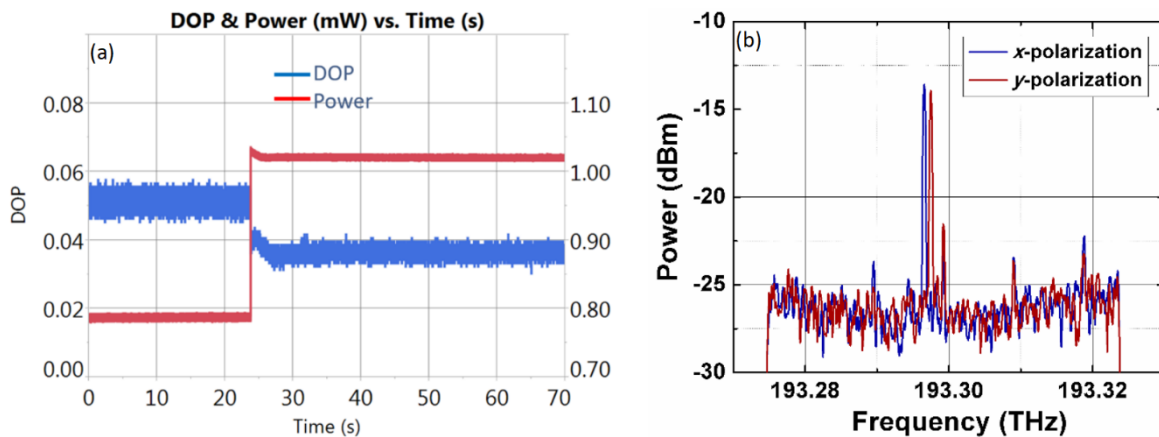 DOP & Power (mW) vs. Time (s)
(a)
DOP
Power
0.08
0.06
0.04
0.02
0.00
DOP
1.10
1.00
0.90
0.80
0.70
0 10 20 30 40 50 60 70
Time (s)
(b)
x-polarization
y-polarization
-10
-15
-20
-25
-30
Power (dBm)
193.28 193.30 193.32
Frequency (THz)